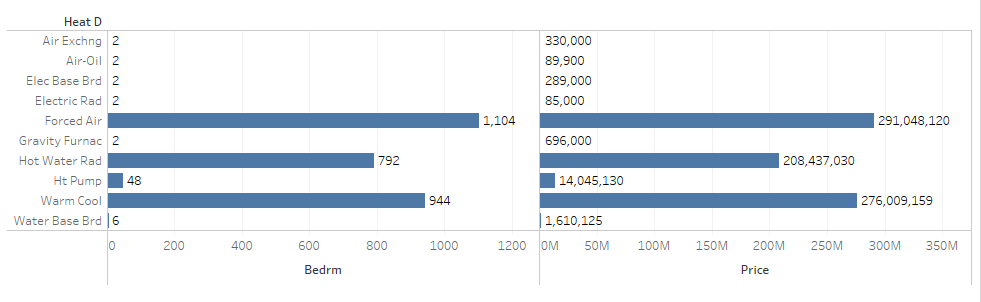 Heat D
Air Exchng 2 330,000
Air-Oil 2 89,900
Elec Base Brd 2 289,000
Electric Rad 2 85,000
Forced Air 1,104 291,048,120
Gravity Furnac 2 696,000
Hot Water Rad 792 208,437,030
Ht Pump 48 14,045,130
Warm Cool 944 276,009,159
Water Base Brd 6 1,610,125
0 200 400 600 800 1000 1200 0M 50M 100M 150M 200M 250M 300M 350M
Bedrm Price